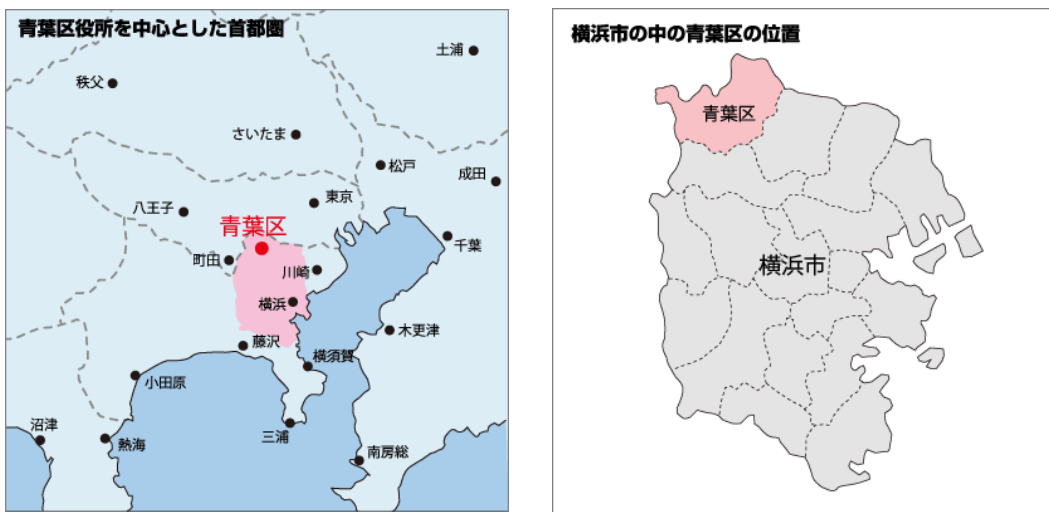 青葉区役所を中心とした首都圏
土浦
秩父
さいたま
松戸
成田
八王子
東京
青葉区
千葉
町田
川崎
横浜
木更津
藤沢
横須賀
小田原
三浦
沼津
熱海
南房総
横浜市の中の青葉区の位置
青葉区
横浜市